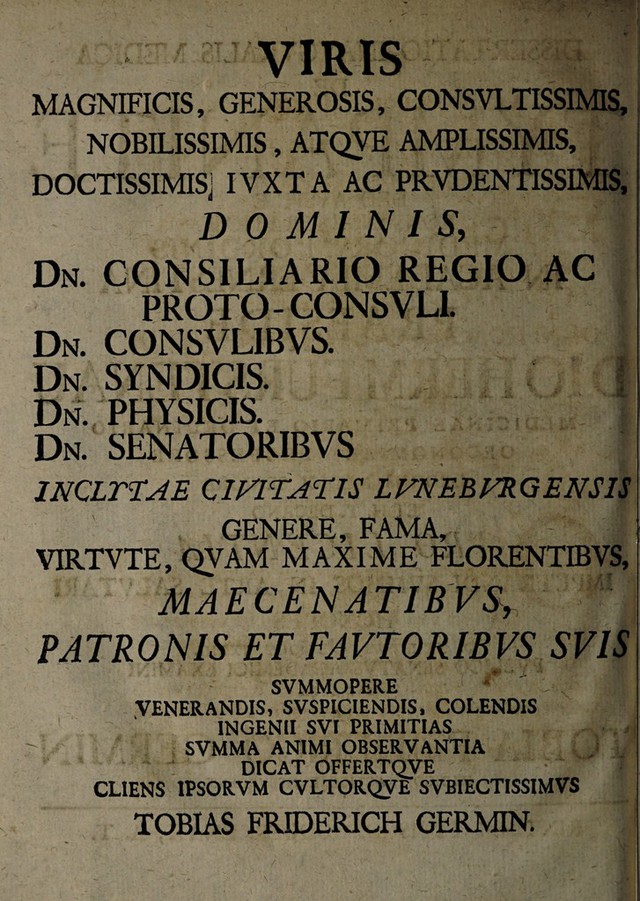 VIRIS
MAGNIFICIS, GENEROSIS, CONSVLTISSIMIS,
NOBILISSIMIS, ATQVE AMPLISSIMIS,
DOCTISSIMIS, IVXTA AC PRVDENTISSIMIS,
DOMINIS,
DN. CONSILIARIO REGIO AC
PROTO-CONSVLI.
DN. CONSVLIBVS.
DN. SYNDICIS.
DN. PHYSICIS.
DN. SENATORIBVS
INCLYTAE CIVITATIS LVNEBVRGENSIS
GENERE, FAMA,
VIRTVTE, QVAM MAXIME FLORENTIBVS,
MAECENATIBVS,
PATRONIS ET FAVTORIBVS SVIS
SVMMOPERE
VENERANDIS, SVSPICIENDIS, COLENDIS
INGENII SVI PRIMITIAS
SVMMA ANIMI OBSERVANTIA
DICAT OFFERTQVE
CLIENS IPSORVM CVLTORQVE SVBIECTISSIMVS
TOBIAS FRIDERICH GERMIN.